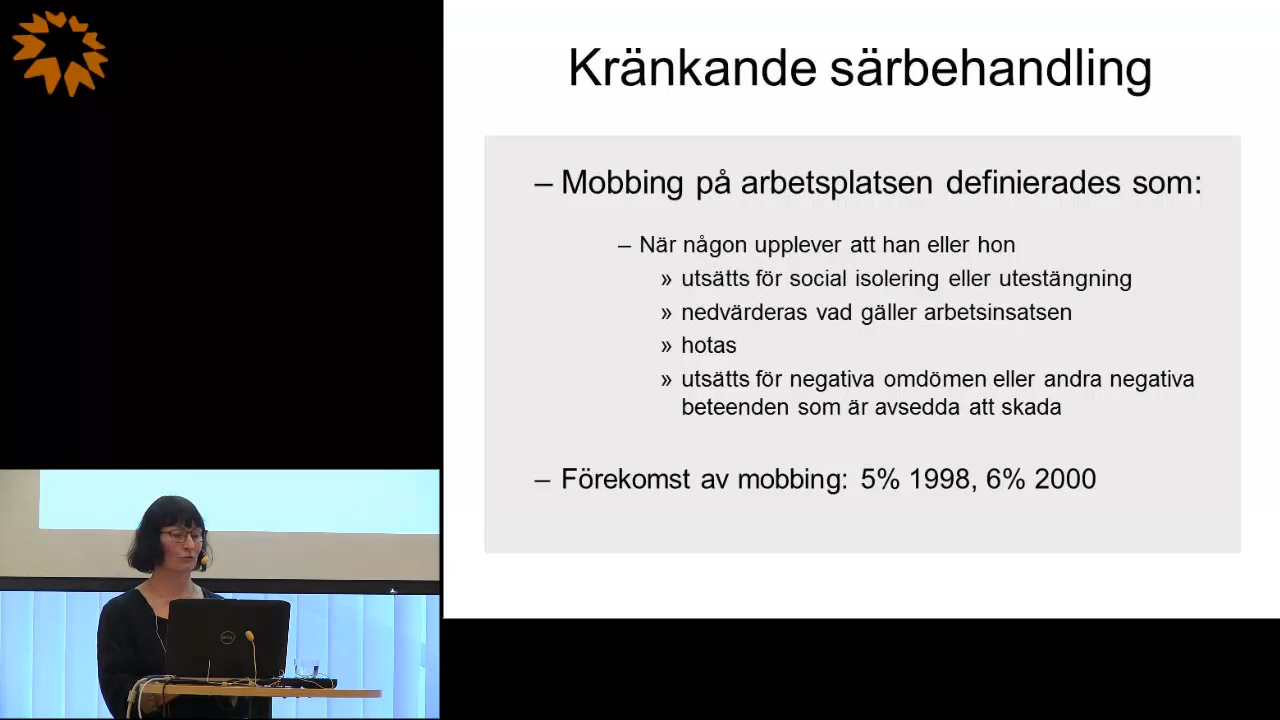 Kränkande särbehandling
– Mobbing på arbetsplatsen definierades som:
– När någon upplever att han eller hon
» utsätts för social isolering eller utestängning
» nedvärderas vad gäller arbetsinsatsen
» hotas
» utsätts för negativa omdömen eller andra negativa
beteenden som är avsedda att skada
– Förekomst av mobbing: 5% 1998, 6% 2000
DELL